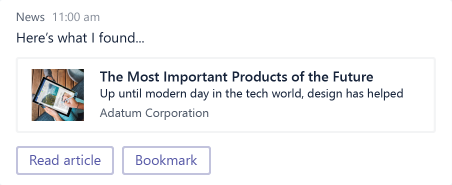 News 11:00 am
Here's what I found...
The Most Important Products of the Future
Up until modern day in the tech world, design has helped
Adatum Corporation
Read article Bookmark